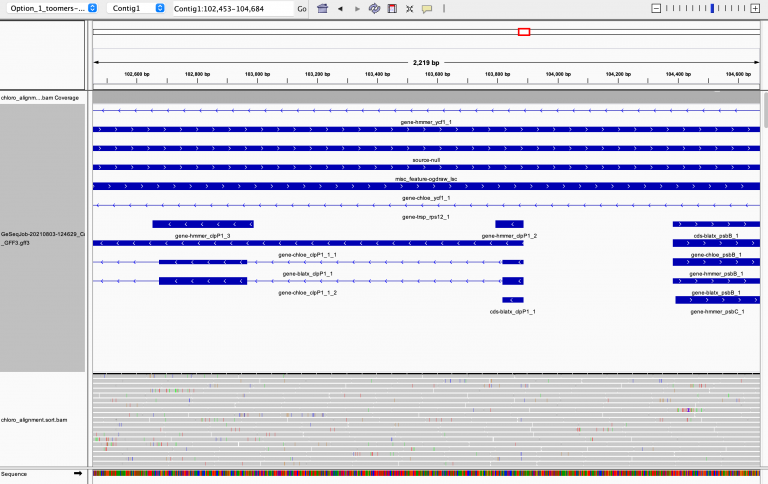 Option_1_toomers-... Contig1 Contig1:102,453-104,684 Go
2,219 bp
102,600 bp 102,800 bp 103,000 bp 103,200 bp 103,400 bp 103,600 bp 103,800 bp 104,000 bp 104,200 bp 104,400 bp 104,600 bp
chloro_alignm....bam Coverage
gene-hmmer_ycf1_1
source-null
misc_feature-ogdraw_lsc
gene-chloe_ycf1_1
gene-trap_rps12_1
GeSeqJob-20210803-124629_C
_GFF3.gff3
gene-hmmer_clpP1_3 gene-hmmer_clpP1_2 cds-blatx_psbB_1
gene-chloe_clpP1_1_1 gene-chloe_psbB_1
gene-blatx_clpP1_1 gene-hmmer_psbB_1
gene-chloe_clpP1_1_2 gene-blatx_psbB_1
cds-blatx_clpP1_1 gene-hmmer_psbC_1
chloro_alignment.sort.bam
Sequence